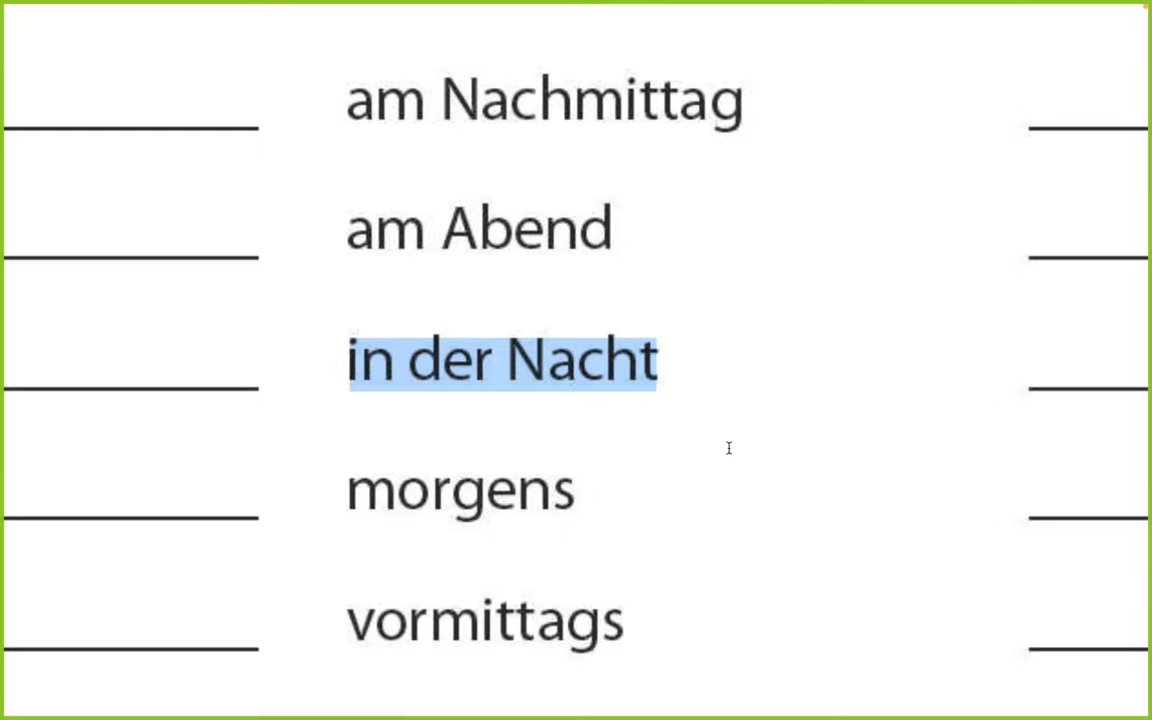 am Nachmittag
am Abend
in der Nacht
morgens
vormittags